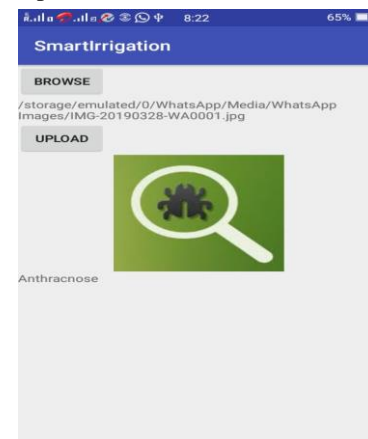 8:22 65%
SmartIrrigation
BROWSE
/storage/emulated/0/WhatsApp/Media/WhatsApp
Images/IMG-20190328-WA0001.jpg
UPLOAD
Anthracnose